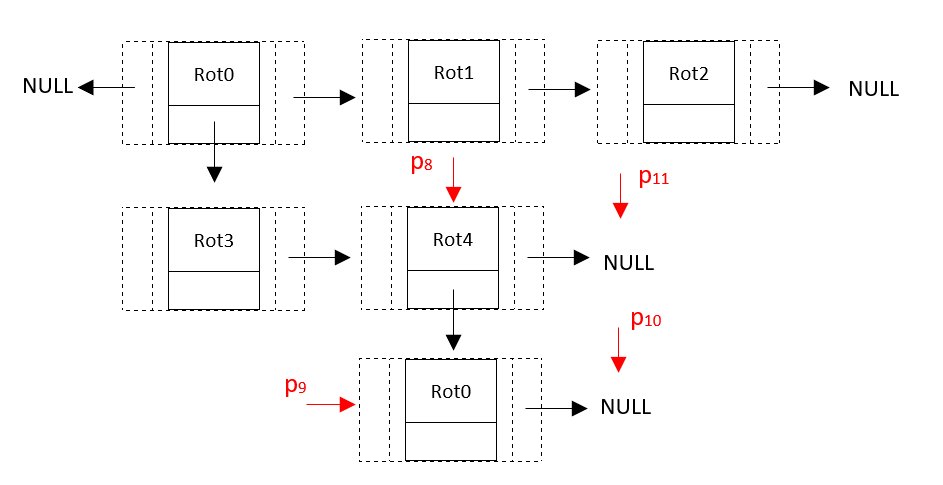 NULL
Rot0
Rot1
Rot2
NULL
p8
p11
Rot3
Rot4
NULL
p10
p9
Rot0
NULL